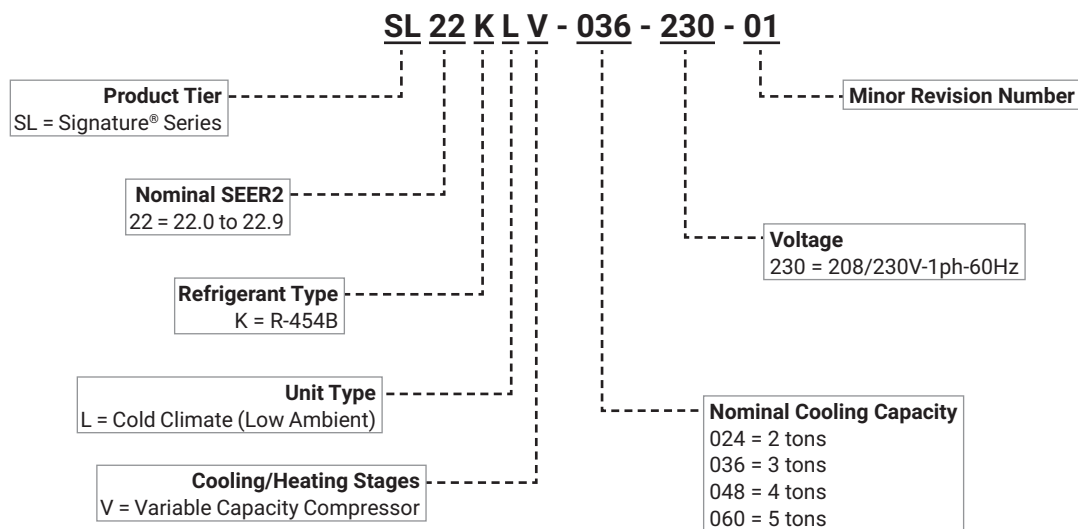 SL 22 K L V - 036 - 230 - 01
Product Tier
SL = Signature® Series
Minor Revision Number
Nominal SEER2
22 = 22.0 to 22.9
Voltage
230 = 208/230V-1ph-60Hz
Refrigerant Type
K = R-454B
Unit Type
L = Cold Climate (Low Ambient)
Nominal Cooling Capacity
024 = 2 tons
036 = 3 tons
048 = 4 tons
060 = 5 tons
Cooling/Heating Stages
V = Variable Capacity Compressor